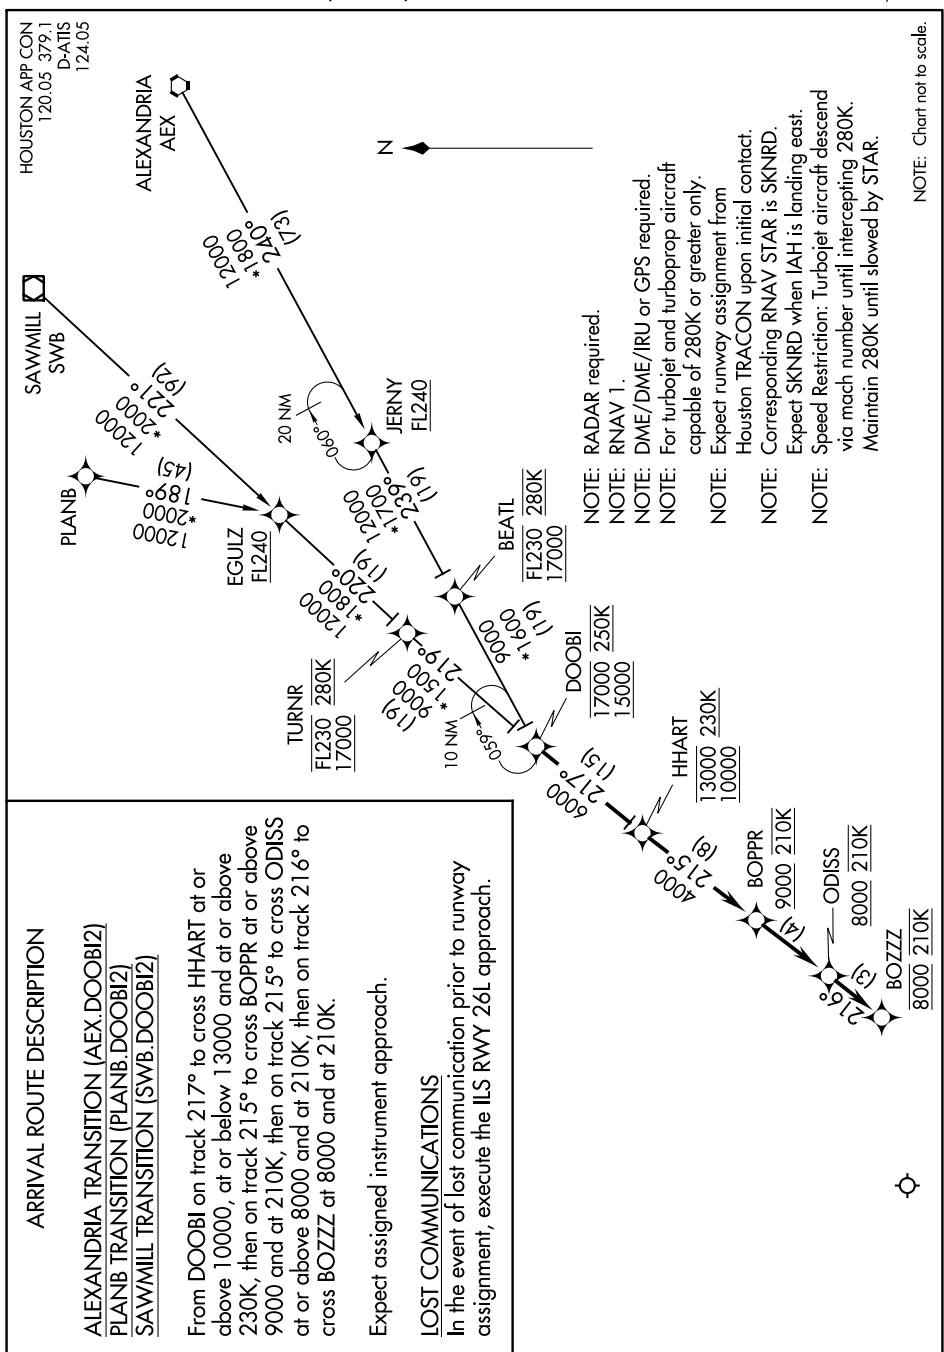 HOUSTON APP CON
120.05 379.1
D-ATIS
124.05
ALEXANDRIA
AEX
SAWMILL
SWB
PLANB
12000
*1800
240°
(73)
12000
*2000
221°
(92)
12000
*2000
189°
(45)
20 NM
060°
JERNY
FL240
EGULZ
FL240
12000
*1700
239°
(19)
12000
*1800
220°
(19)
BEATL
FL230 280K
17000
TURNR
FL230 280K
17000
9000
*1600
(19)
(19)
9000
*1500
219°
10 NM
059°
DOOBI
17000 250K
15000
6000
217°
(15)
HHART
13000 230K
10000
4000
215°
(8)
BOPPR
9000 210K
(4)
ODISS
8000 210K
216°
(3)
BOZZZ
8000 210K
N
NOTE: RADAR required.
NOTE: RNAV 1.
NOTE: DME/DME/IRU or GPS required.
NOTE: For turbojet and turboprop aircraft
capable of 280K or greater only.
NOTE: Expect runway assignment from
Houston TRACON upon initial contact.
NOTE: Corresponding RNAV STAR is SKNRD.
Expect SKNRD when IAH is landing east.
NOTE: Speed Restriction: Turbojet aircraft descend
via mach number until intercepting 280K.
Maintain 280K until slowed by STAR.
NOTE: Chart not to scale.
ARRIVAL ROUTE DESCRIPTION
ALEXANDRIA TRANSITION (AEX.DOOBI2)
PLANB TRANSITION (PLANB.DOOBI2)
SAWMILL TRANSITION (SWB.DOOBI2)
From DOOBI on track 217° to cross HHART at or
above 10000, at or below 13000 and at or above
230K, then on track 215° to cross BOPPR at or above
9000 and at 210K, then on track 215° to cross ODISS
at or above 8000 and at 210K, then on track 216° to
cross BOZZZ at 8000 and at 210K.
Expect assigned instrument approach.
LOST COMMUNICATIONS
In the event of lost communication prior to runway
assignment, execute the ILS RWY 26L approach.